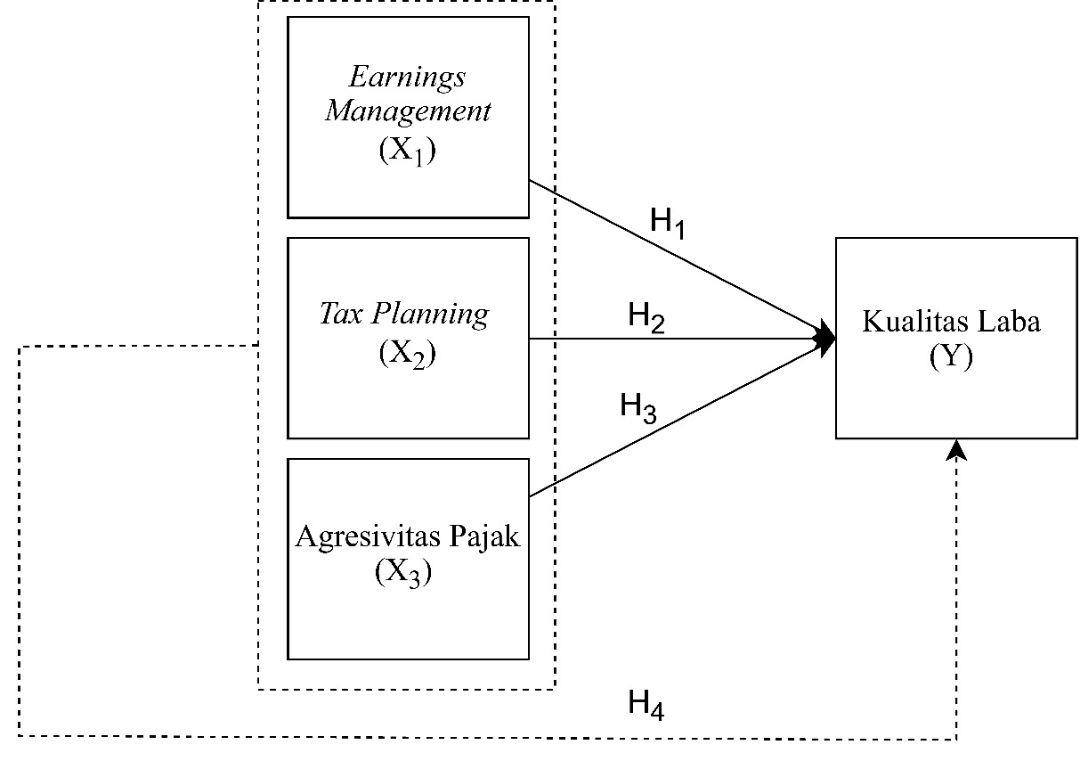 Earnings
Management
(X₁)
H₁
Tax Planning
(X₂)
H₂
Kualitas Laba
(Y)
H₃
Agresivitas Pajak
(X₃)
H₄